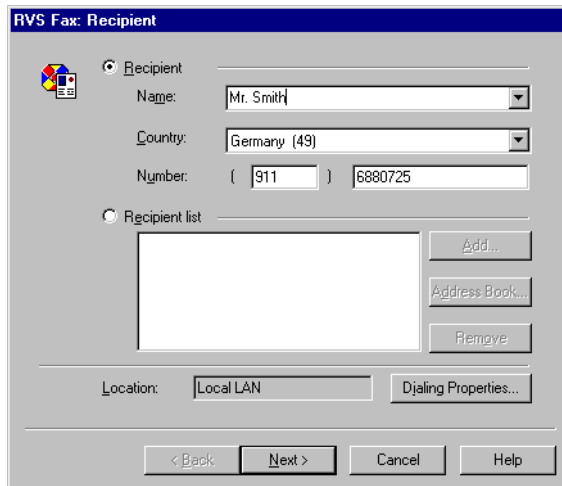 RVS Fax: Recipient
Recipient
Name: Mr. Smith
Country: Germany (49)
Number: ( 911 ) 6880725
Recipient list
Add...
Address Book...
Remove
Location: Local LAN Dialing Properties...
< Back Next > Cancel Help